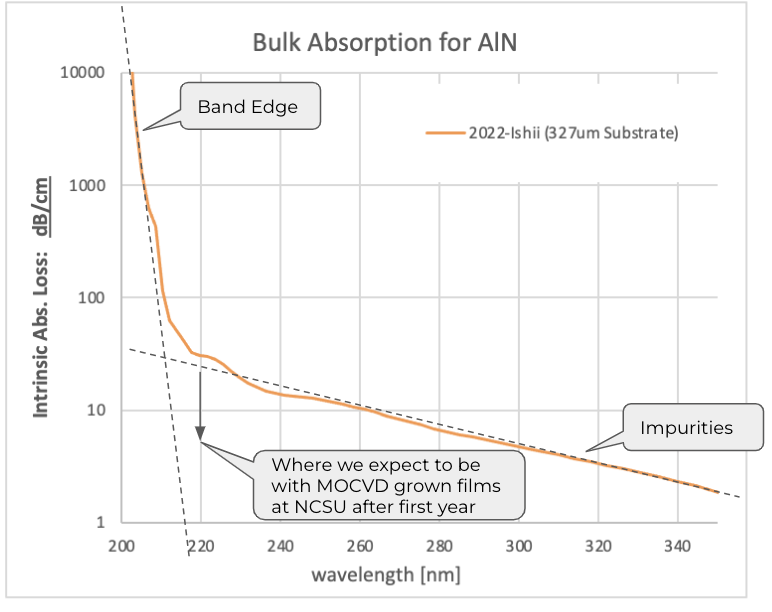 Bulk Absorption for AlN
10000
Band Edge
2022-Ishii (327um Substrate)
1000
Intrinsic Abs. Loss: dB/cm
100
10
Impurities
Where we expect to be
with MOCVD grown films
at NCSU after first year
1
200 220 240 260 280 300 320 340
wavelength [nm]